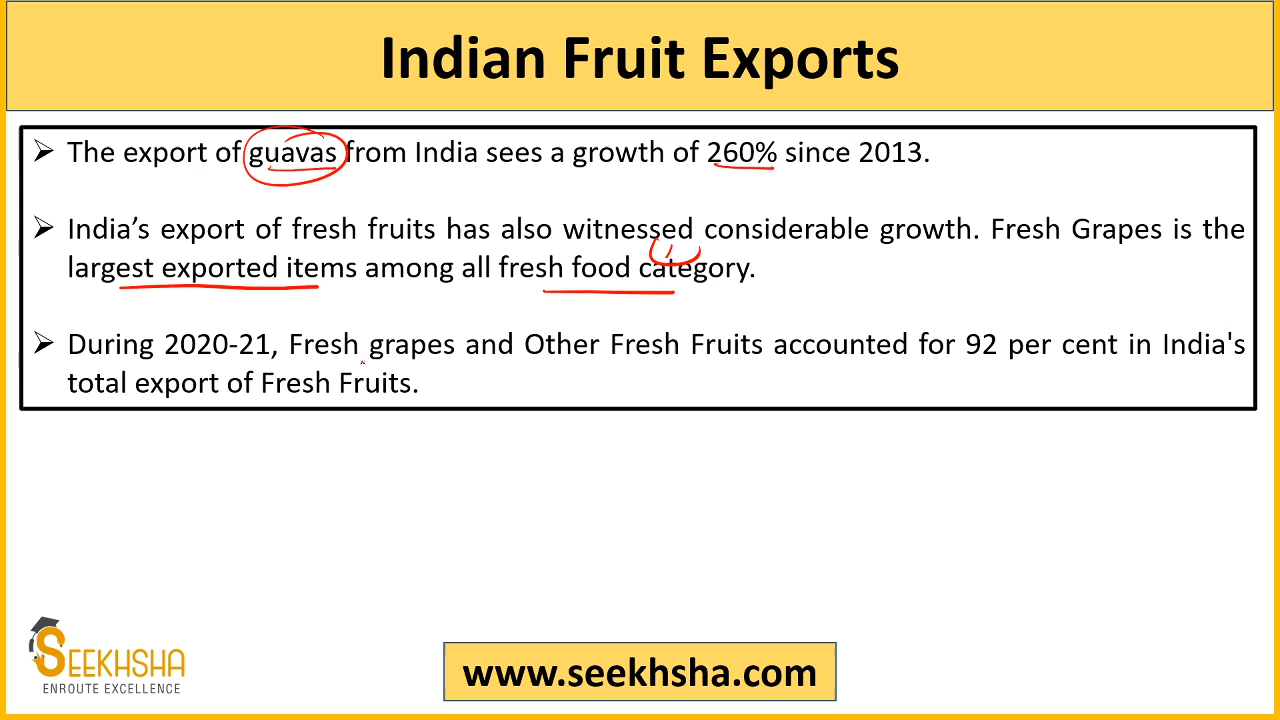 Indian Fruit Exports
➢ The export of guavas from India sees a growth of 260% since 2013.
➢ India's export of fresh fruits has also witnessed considerable growth. Fresh Grapes is the
largest exported items among all fresh food category.
➢ During 2020-21, Fresh grapes and Other Fresh Fruits accounted for 92 per cent in India's
total export of Fresh Fruits.
SEEKHSHA
ENROUTE EXCELLENCE
www.seekhsha.com